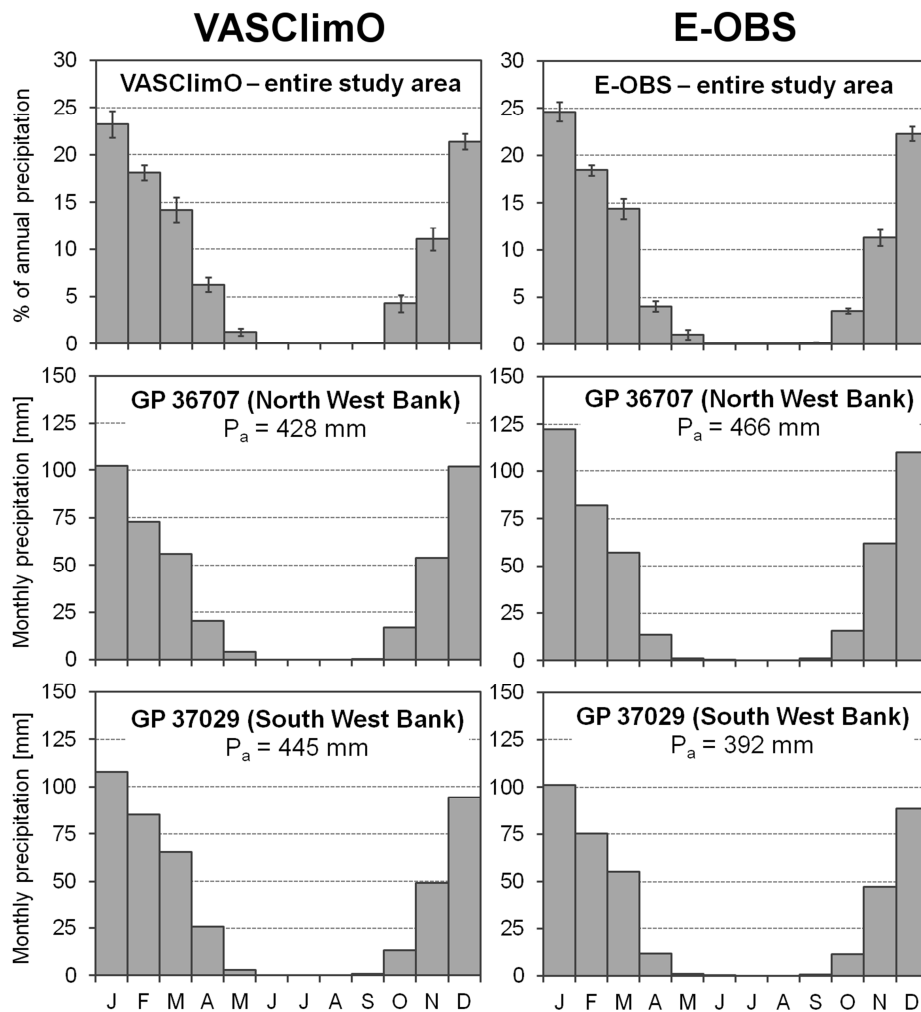 VASClimO
E-OBS
% of annual precipitation
30
25
20
15
10
5
0
VASClimO – entire study area
30
25
20
15
10
5
0
E-OBS – entire study area
Monthly precipitation [mm]
150
125
100
75
50
25
0
GP 36707 (North West Bank)
Pₐ = 428 mm
150
125
100
75
50
25
0
GP 36707 (North West Bank)
Pₐ = 466 mm
Monthly precipitation [mm]
150
125
100
75
50
25
0
GP 37029 (South West Bank)
Pₐ = 445 mm
J F M A M J J A S O N D
150
125
100
75
50
25
0
GP 37029 (South West Bank)
Pₐ = 392 mm
J F M A M J J A S O N D